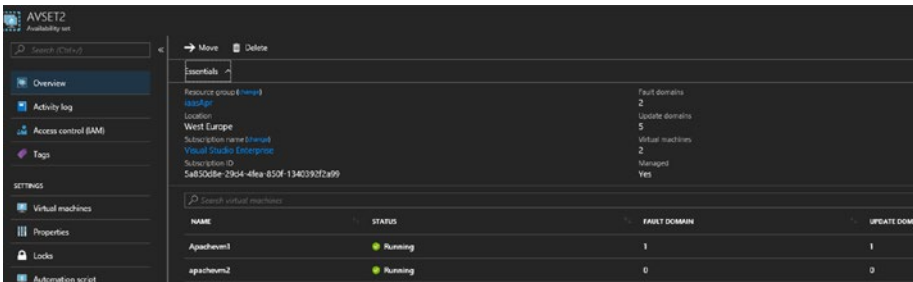 AVSET2
Availability set
Search (Ctrl+/)
Overview
Activity log
Access control (IAM)
Tags
SETTINGS
Virtual machines
Properties
Locks
Automation script
Move Delete
Essentials
Resource group (change)
iaasApr
Location
West Europe
Subscription name (change)
Visual Studio Enterprise
Subscription ID
5a850d8e-29d4-4fea-850f-1340392f2a99
Fault domains
2
Update domains
5
Virtual machines
2
Managed
Yes
Search virtual machines
NAME STATUS FAULT DOMAIN UPDATE DOM
Apachevm1 Running 1 1
apachevm2 Running 0 0